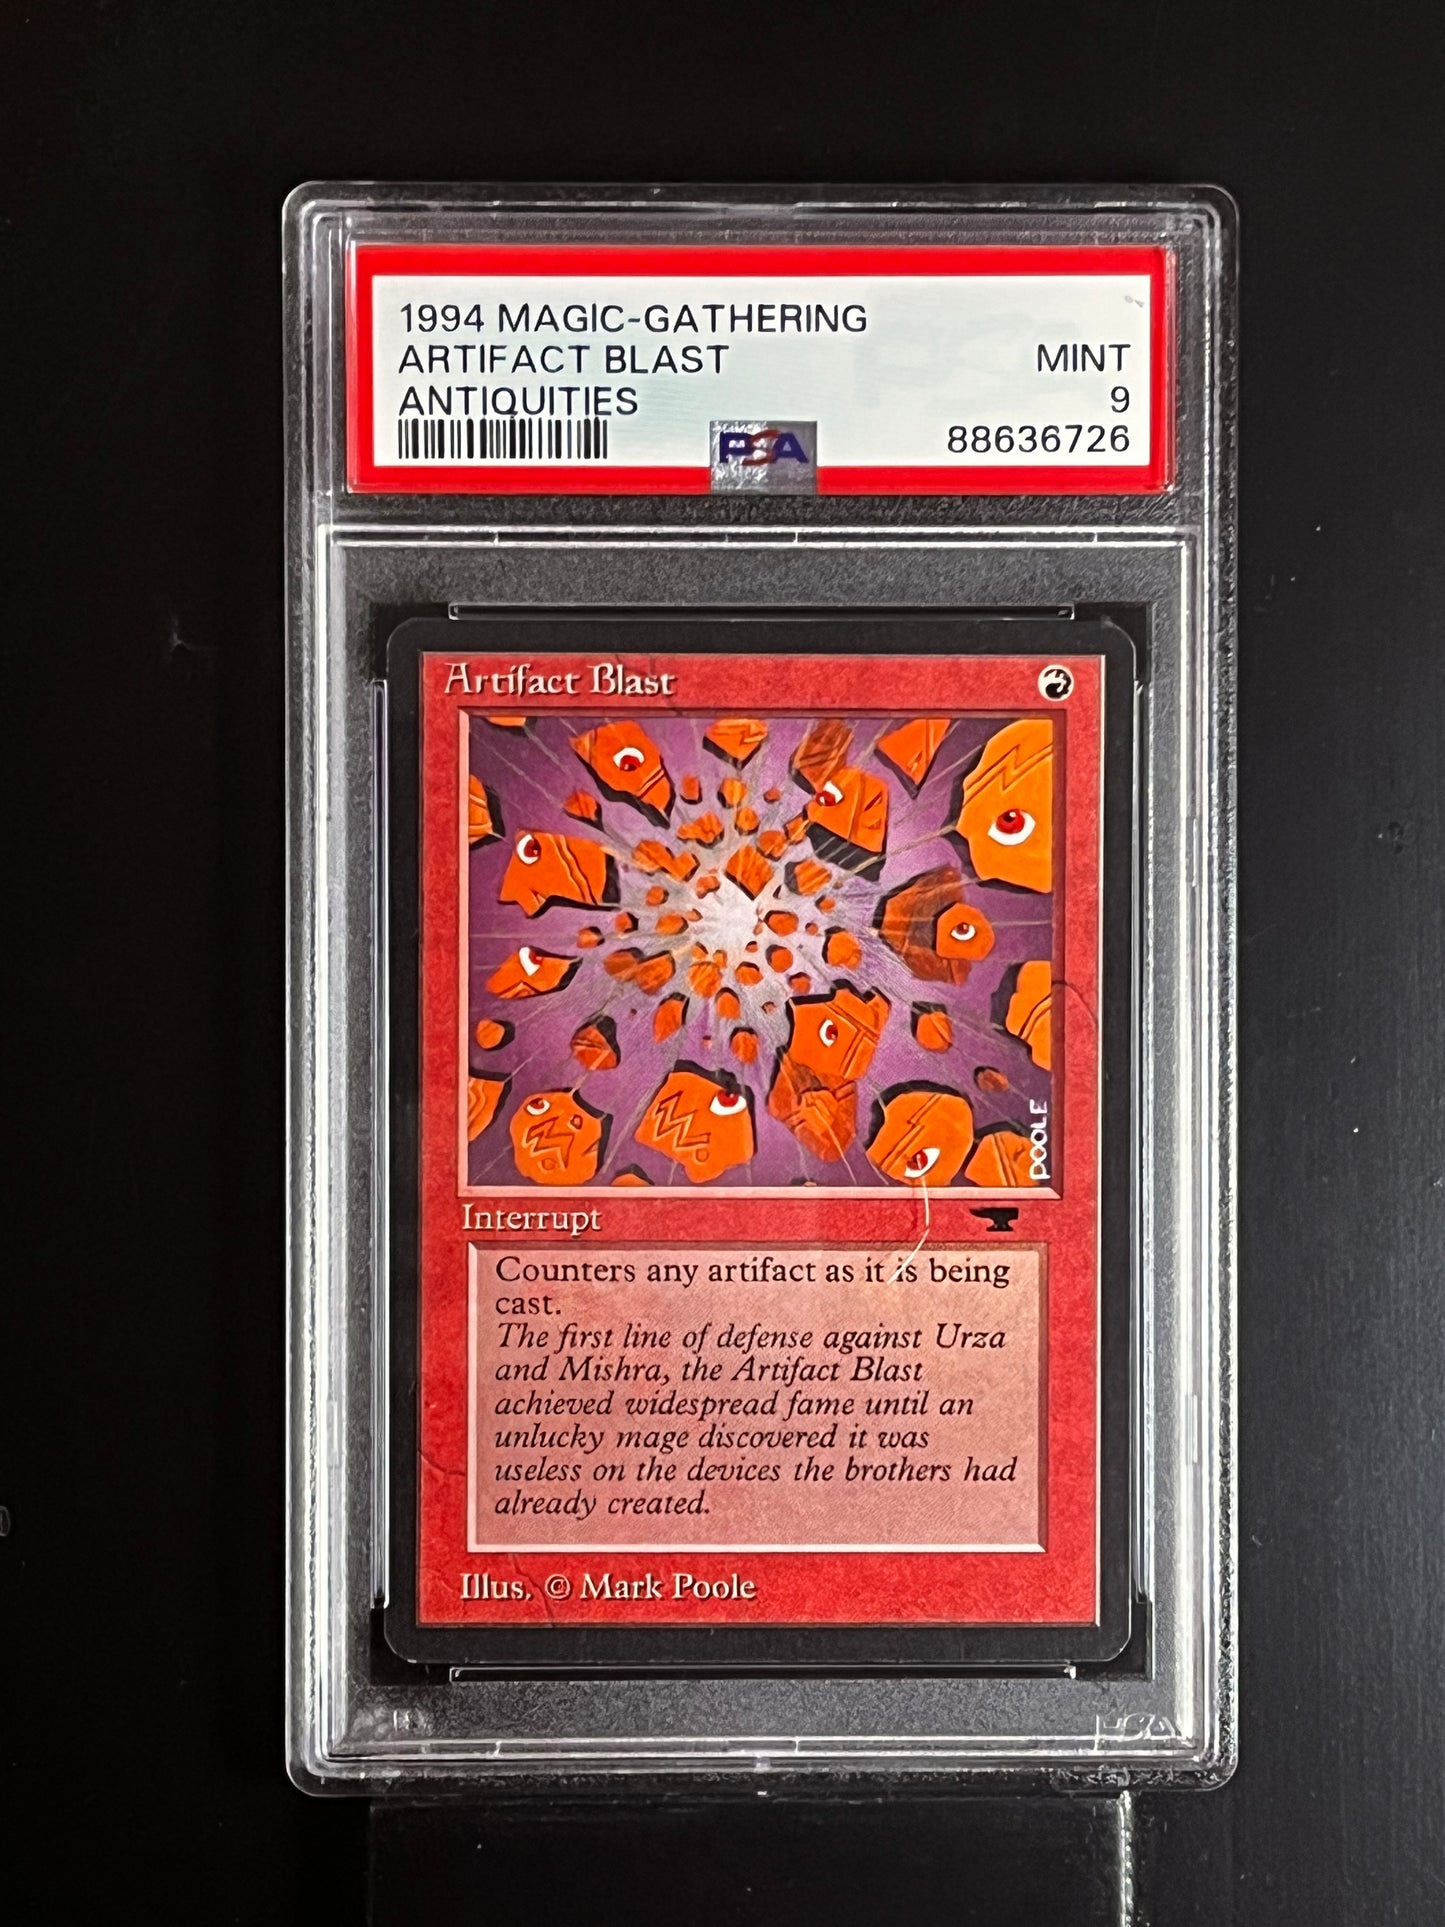 1994 MAGIC-GATHERING
ARTIFACT BLAST
MINT
ANTIQUITIES
9
PSA
88636726
Artifact Blast
POOLE
Interrupt
Counters any artifact as it is being
cast.
The first line of defense against Urza
and Mishra, the Artifact Blast
achieved widespread fame until an
unlucky mage discovered it was
useless on the devices the brothers had
already created.
Illus. © Mark Poole
PSA